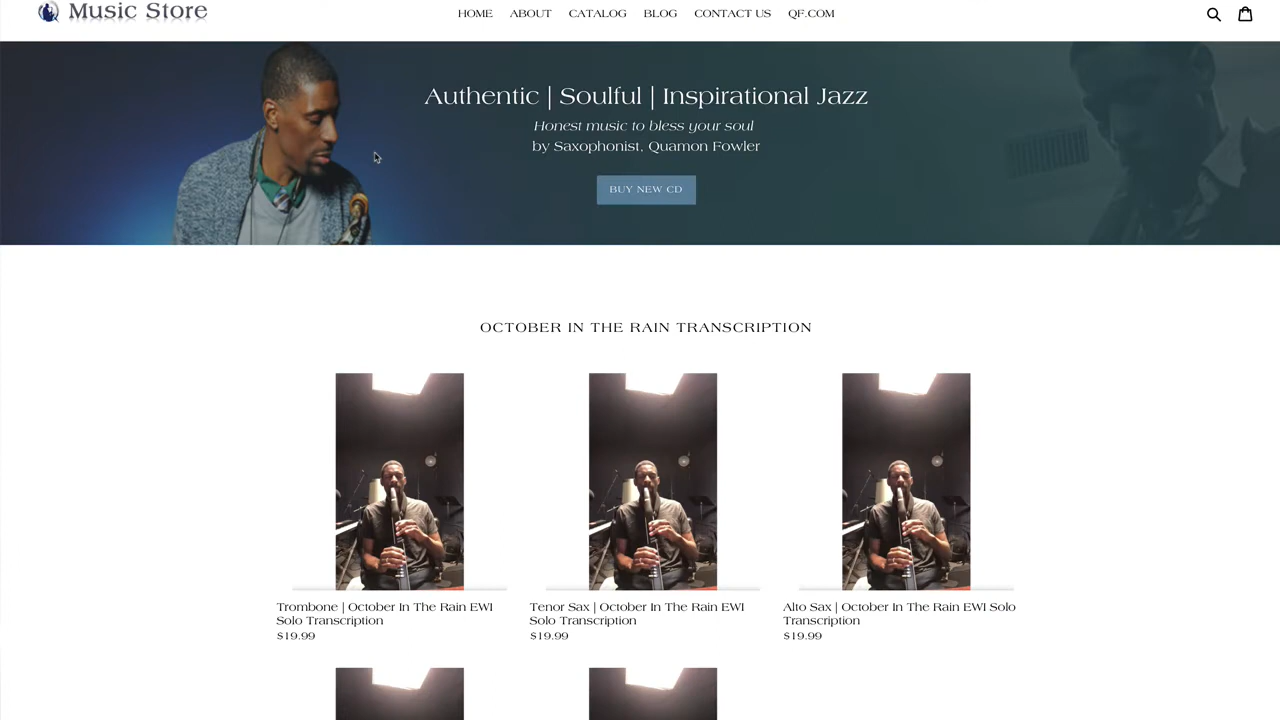 Music Store
HOME ABOUT CATALOG BLOG CONTACT US QF.COM
Authentic | Soulful | Inspirational Jazz
Honest music to bless your soul
by Saxophonist, Quamon Fowler
BUY NEW CD
OCTOBER IN THE RAIN TRANSCRIPTION
Trombone | October In The Rain EWI
Solo Transcription
$19.99
Tenor Sax | October In The Rain EWI
Solo Transcription
$19.99
Alto Sax | October In The Rain EWI Solo
Transcription
$19.99